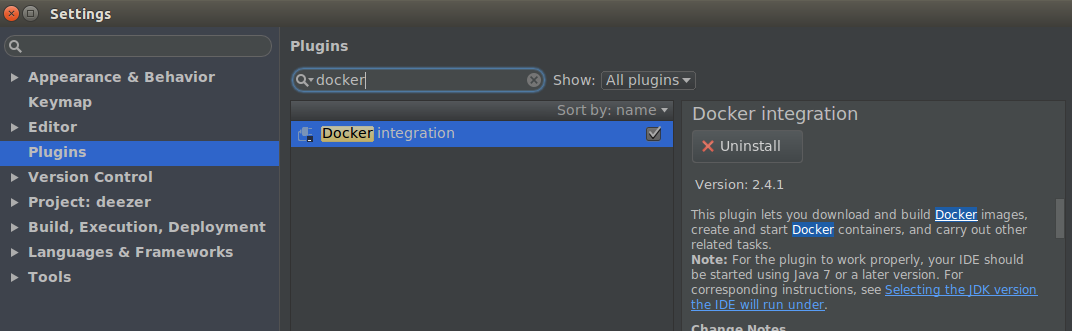 Settings
Appearance & Behavior
Keymap
Editor
Plugins
Version Control
Project: deezer
Build, Execution, Deployment
Languages & Frameworks
Tools
Plugins
docker
Show: All plugins
Sort by: name
Docker integration
Docker integration
Uninstall
Version: 2.4.1
This plugin lets you download and build Docker images,
create and start Docker containers, and carry out other
related tasks.
Note: For the plugin to work properly, your IDE should
be started using Java 7 or a later version. For
corresponding instructions, see Selecting the JDK version
the IDE will run under.
Change Notes